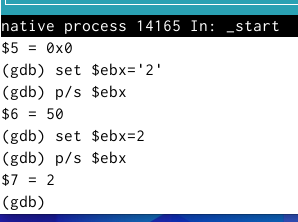 native process 14165 In: _start
$5 = 0x0
(gdb) set $ebx='2'
(gdb) p/s $ebx
$6 = 50
(gdb) set $ebx=2
(gdb) p/s $ebx
$7 = 2
(gdb)